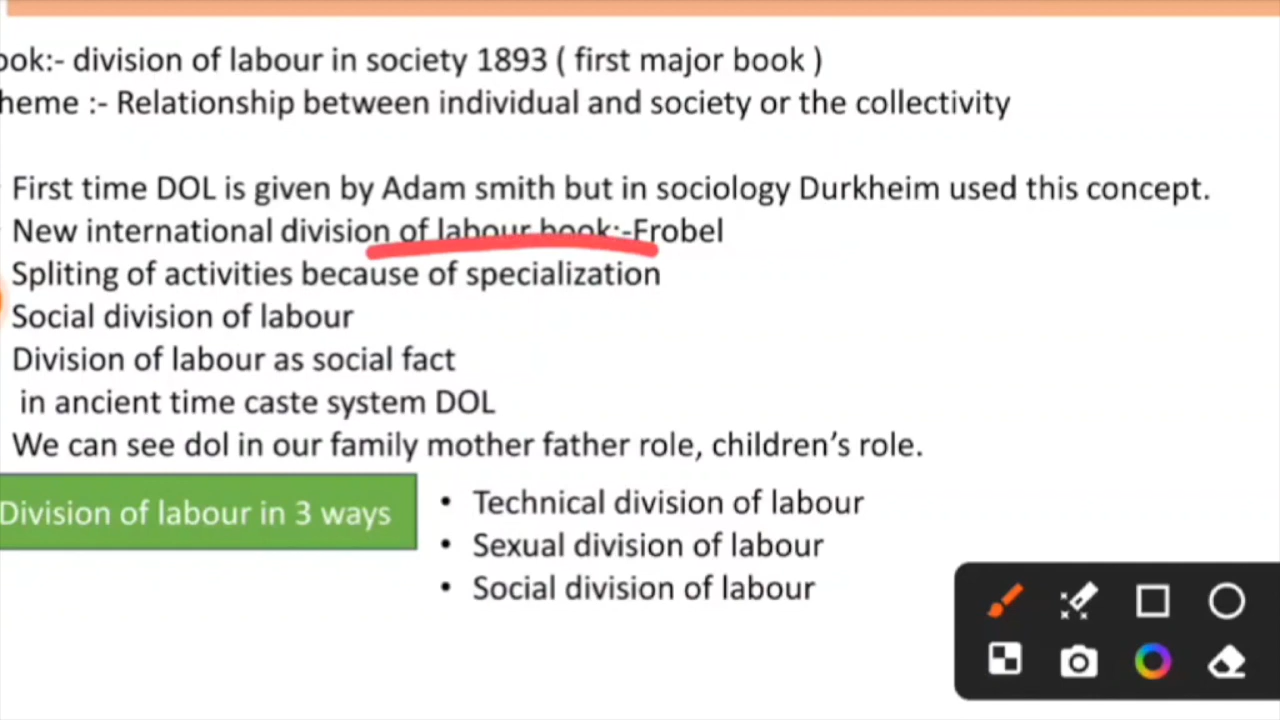 ook:- division of labour in society 1893 ( first major book )
heme :- Relationship between individual and society or the collectivity
First time DOL is given by Adam smith but in sociology Durkheim used this concept.
New international division of labour book:-Frobel
Spliting of activities because of specialization
Social division of labour
Division of labour as social fact
in ancient time caste system DOL
We can see dol in our family mother father role, children's role.
Division of labour in 3 ways
• Technical division of labour
• Sexual division of labour
• Social division of labour